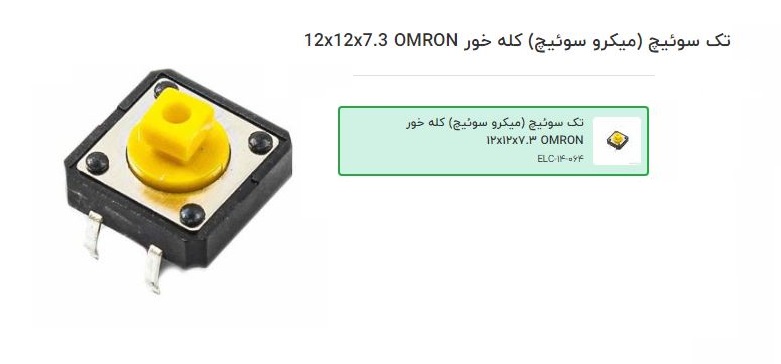 تک سوئیچ (میکرو سوئیچ) کله خور 12x12x7.3 OMRON
تک سوئیچ (میکرو سوئیچ) کله خور
۱۲x۱۲x۷.۳ OMRON
ELC-۱۴-۰۶۴